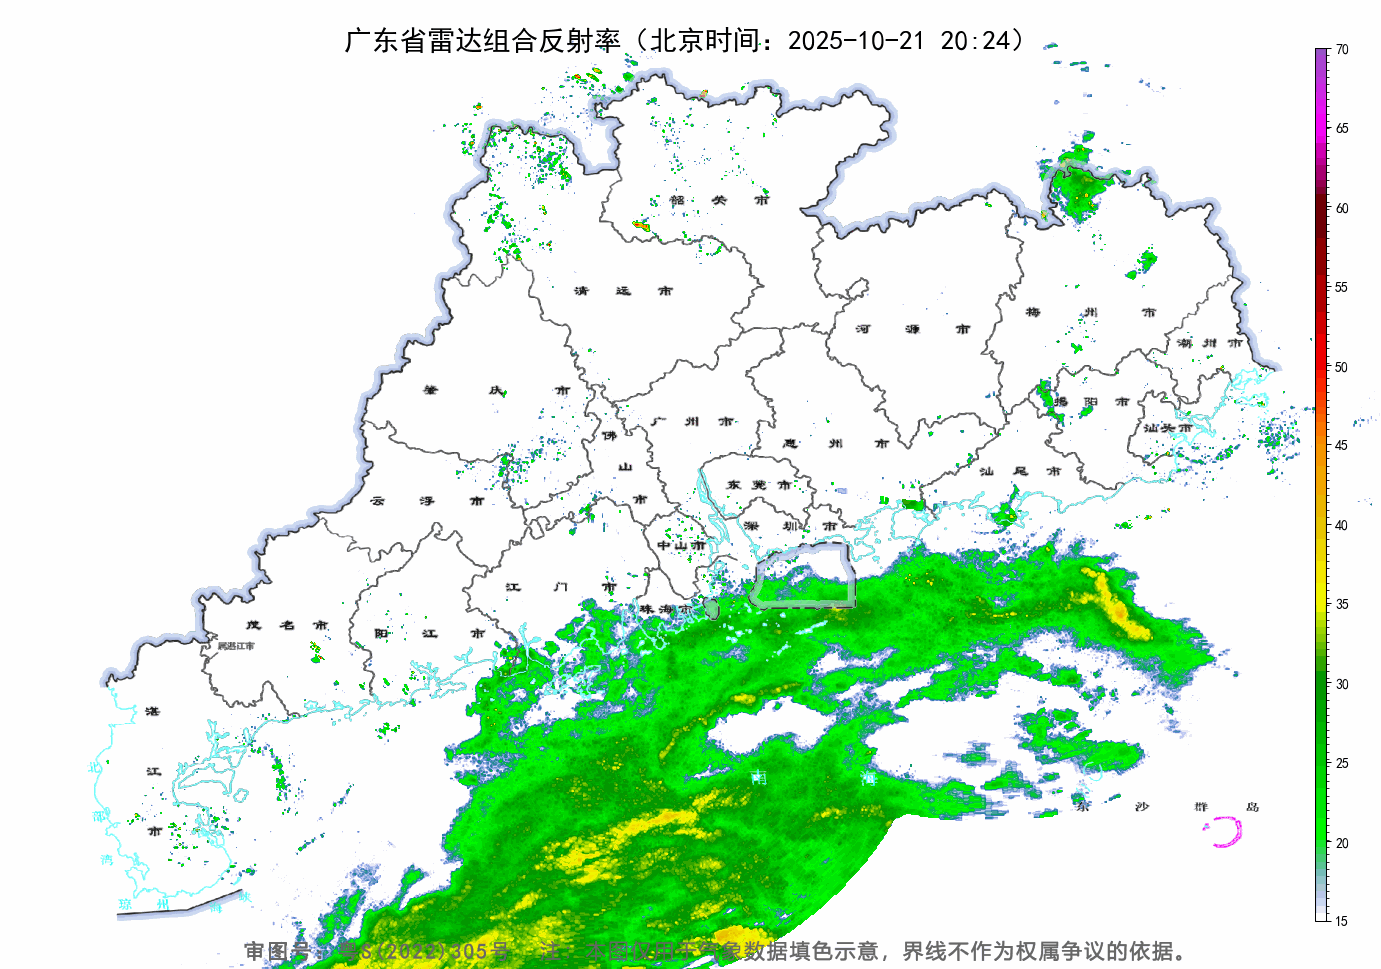 广东省雷达组合反射率（北京时间：2025-10-21 20:24）
70
65
60
55
50
45
40
35
30
25
20
15
韶关市
清远市
河源市
梅州市
潮州市
肇庆市
广州市
佛山市
惠州市
揭阳市
汕头市
汕尾市
云浮市
东莞市
深圳市
中山市
江门市
珠海市
茂名市
阳江市
属湛江市
湛江市
北部湾
琼州海峡
南海
东沙群岛
审图号：粤S(2022)305号 注：本图仅用于气象数据填色示意，界线不作为权属争议的依据。